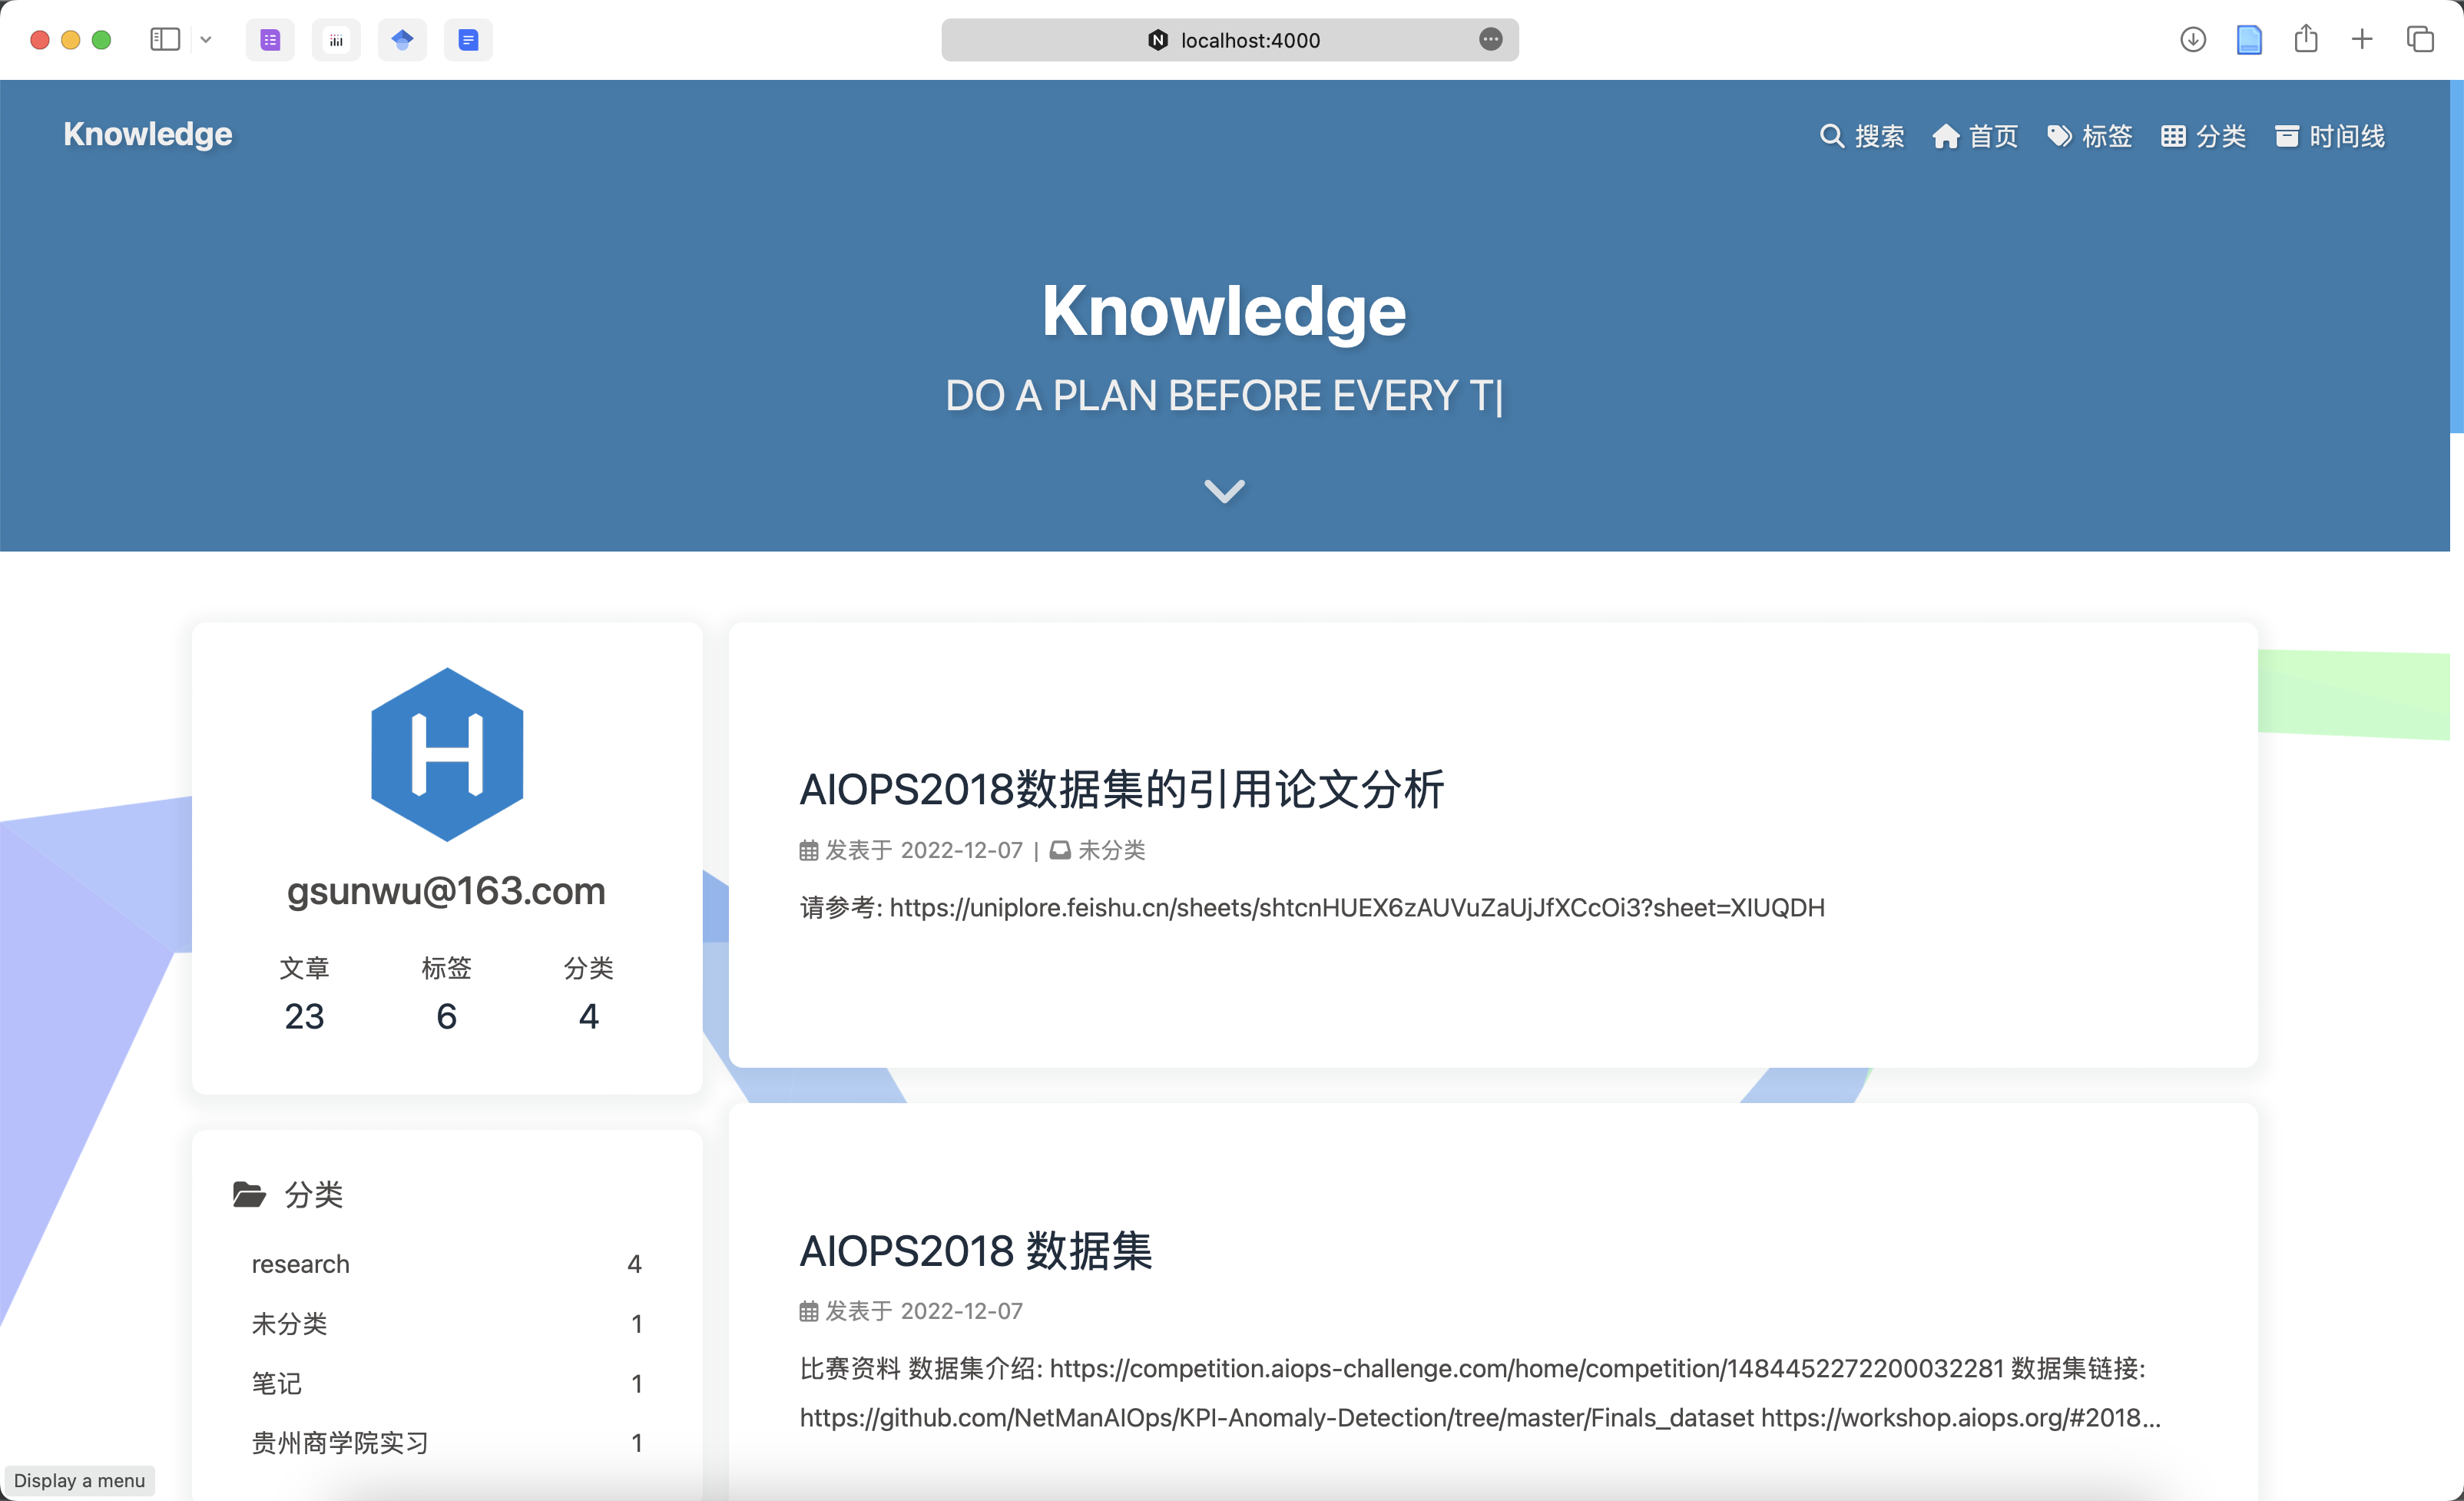 localhost:4000
Knowledge
搜索 首页 标签 分类 时间线
Knowledge
DO A PLAN BEFORE EVERY T|
gsunwu@163.com
文章 标签 分类
23 6 4
分类
research 4
未分类 1
笔记 1
贵州商学院实习 1
AIOPS2018数据集的引用论文分析
发表于 2022-12-07 | 未分类
请参考: https://uniplore.feishu.cn/sheets/shtcnHUEX6zAUVuZaUjJfXCcOi3?sheet=XIUQDH
AIOPS2018 数据集
发表于 2022-12-07
比赛资料 数据集介绍: https://competition.aiops-challenge.com/home/competition/1484452272200032281 数据集链接:
https://github.com/NetManAIOps/KPI-Anomaly-Detection/tree/master/Finals_dataset https://workshop.aiops.org/#2018...
Display a menu